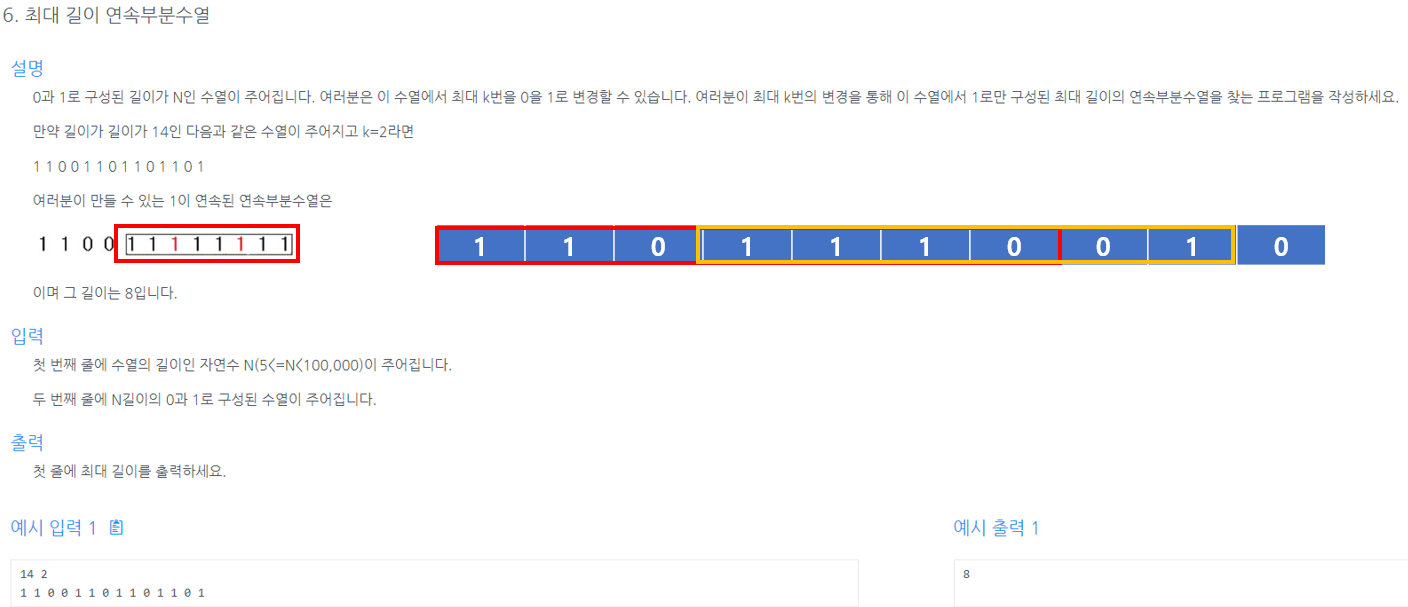 6. 최대 길이 연속부분수열
설명
0과 1로 구성된 길이가 N인 수열이 주어집니다. 여러분은 이 수열에서 최대 k번을 0을 1로 변경할 수 있습니다. 여러분이 최대 k번의 변경을 통해 이 수열에서 1로만 구성된 최대 길이의 연속부분수열을 찾는 프로그램을 작성하세요.
만약 길이가 길이가 14인 다음과 같은 수열이 주어지고 k=2라면
1 1 0 0 1 1 0 1 1 0 1 1 0 1
여러분이 만들 수 있는 1이 연속된 연속부분수열은
1 1 0 0 1 1 1 1 1 1 1 1
1 1 0 1 1 1 0 0 1 0
이며 그 길이는 8입니다.
입력
첫 번째 줄에 수열의 길이인 자연수 N(5<=N<100,000)이 주어집니다.
두 번째 줄에 N길이의 0과 1로 구성된 수열이 주어집니다.
출력
첫 줄에 최대 길이를 출력하세요.
예시 입력 1
14 2
1 1 0 0 1 1 0 1 1 0 1 1 0 1
예시 출력 1
8